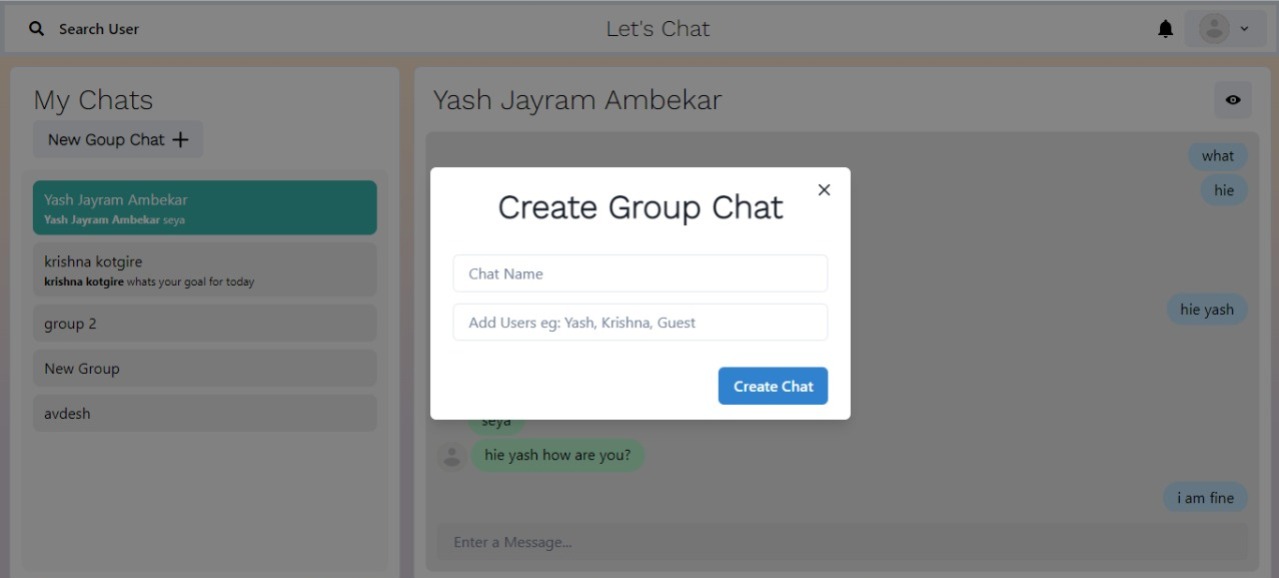 Search User
Let's Chat
My Chats
New Goup Chat
Yash Jayram Ambekar
Yash Jayram Ambekar seya
krishna kotgire
krishna kotgire whats your goal for today
group 2
New Group
avdesh
Yash Jayram Ambekar
what
hie
hie yash
Create Group Chat
Chat Name
Add Users eg: Yash, Krishna, Guest
Create Chat
seya
hie yash how are you?
i am fine
Enter a Message...